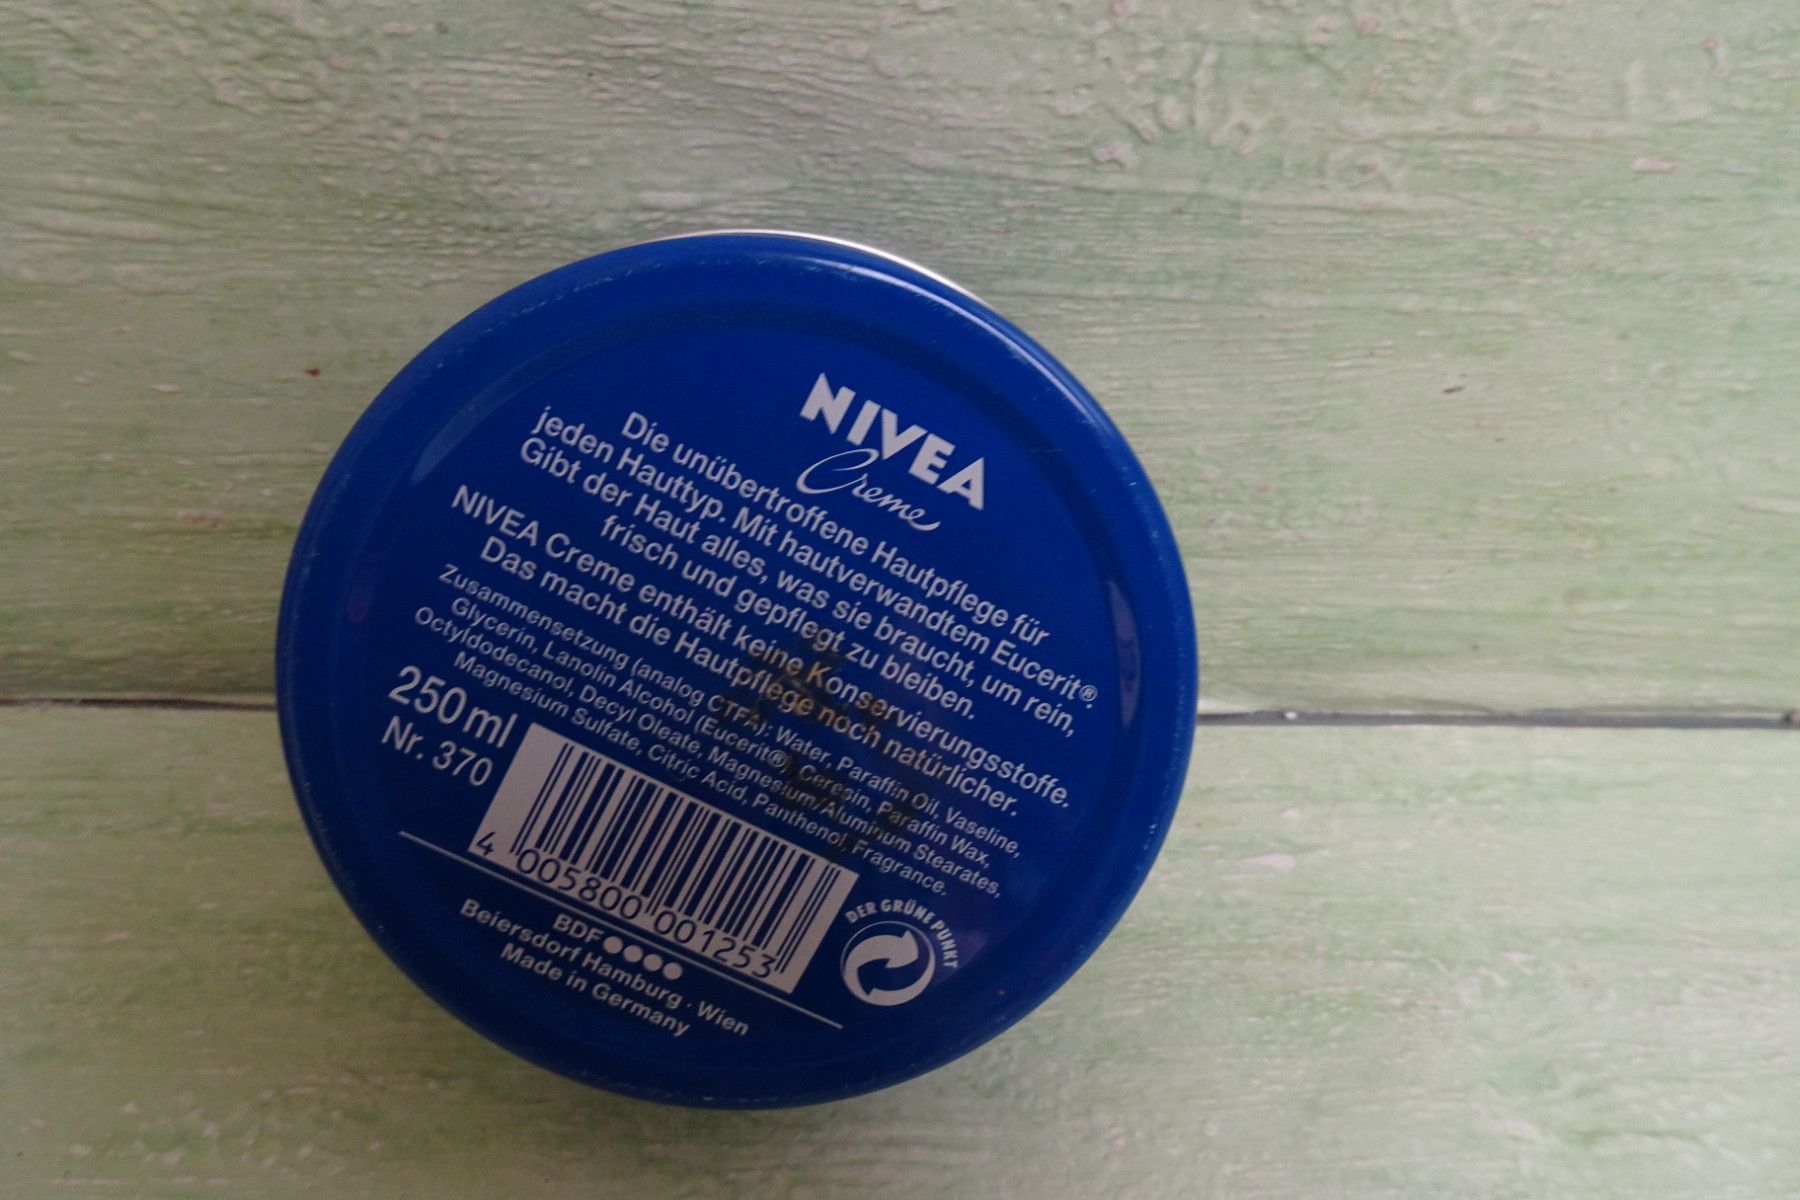 NIVEA
Creme
Die unübertroffene Hautpflege für
jeden Hauttyp. Mit hautverwandtem Eucerit®.
Gibt der Haut alles, was sie braucht, um rein,
frisch und gepflegt zu bleiben.
NIVEA Creme enthält keine Konservierungsstoffe.
Das macht die Hautpflege noch natürlicher.
Zusammensetzung (analog CTFA): Water, Paraffin Oil, Vaseline,
Glycerin, Lanolin Alcohol (Eucerit®), Ceresin, Paraffin Wax,
Octyldodecanol, Decyl Oleate, Magnesium/Aluminum Stearates,
Magnesium Sulfate, Citric Acid, Panthenol, Fragrance.
250 ml
Nr. 370
4 005800 001253
DER GRÜNE PUNKT
BDF●●●●
Beiersdorf Hamburg · Wien
Made in Germany